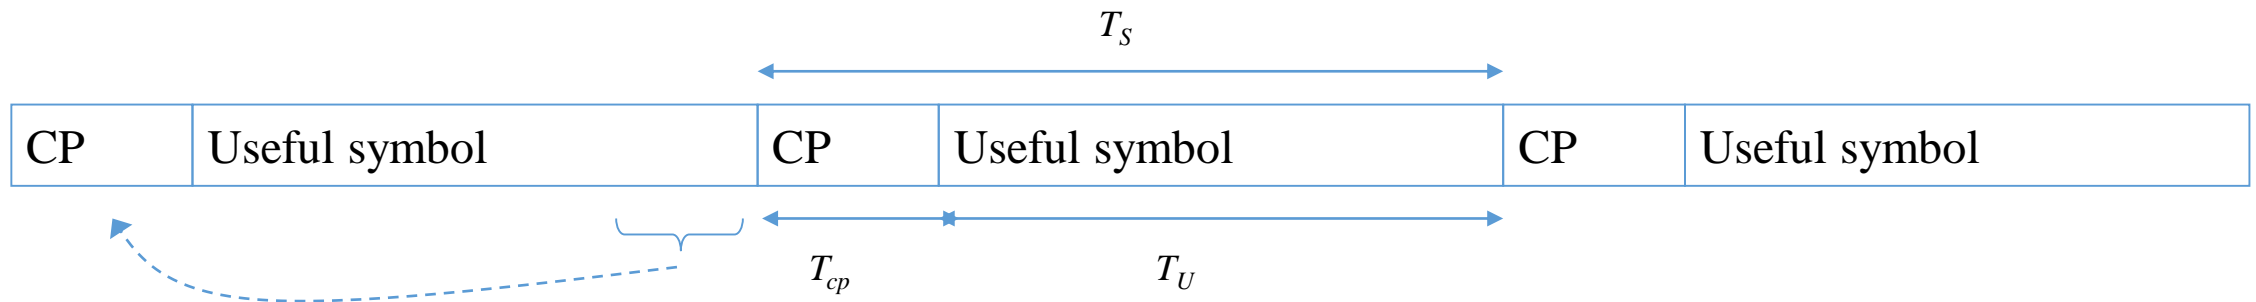 T_S
CP Useful symbol CP Useful symbol CP Useful symbol
T_cp T_U